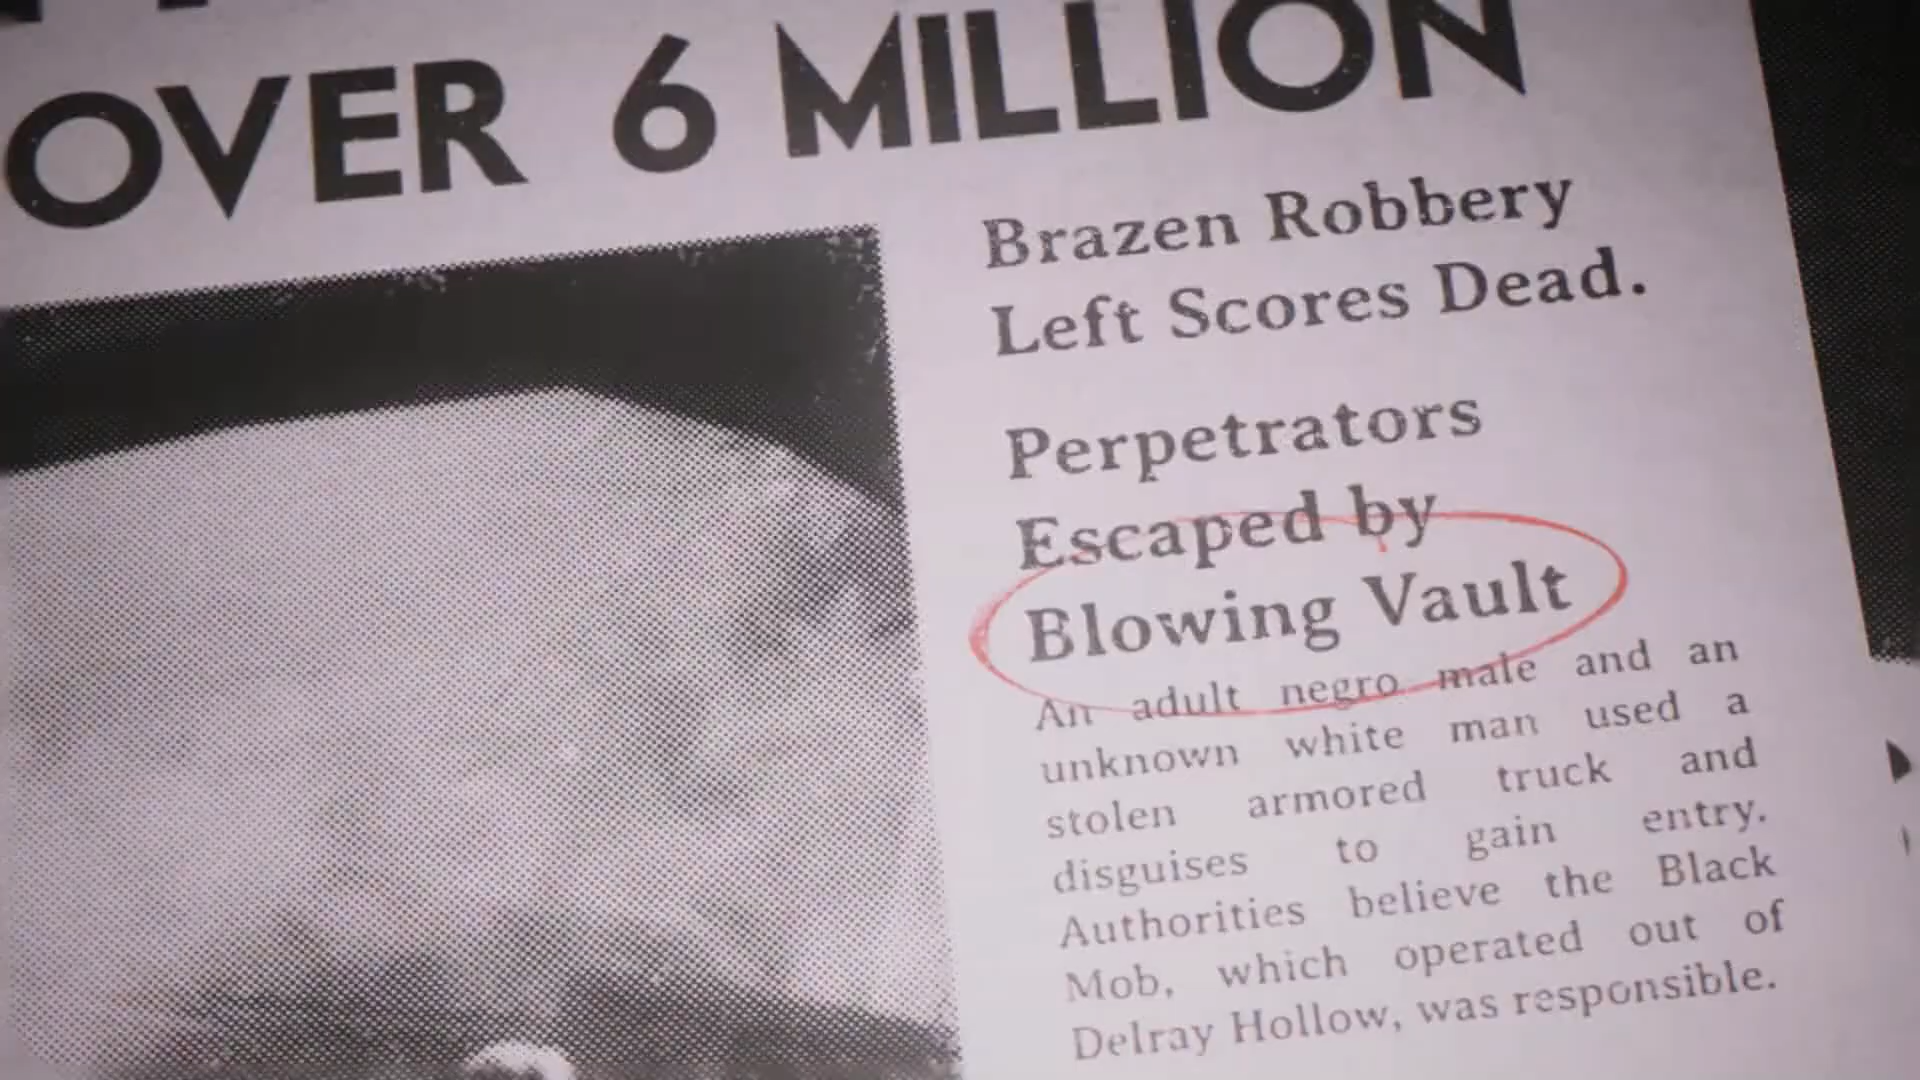 OVER 6 MILLION
Brazen Robbery
Left Scores Dead.
Perpetrators
Escaped by
Blowing Vault
An adult negro male and an
unknown white man used a
stolen armored truck and
disguises to gain entry.
Authorities believe the Black
Mob, which operated out of
Delray Hollow, was responsible.